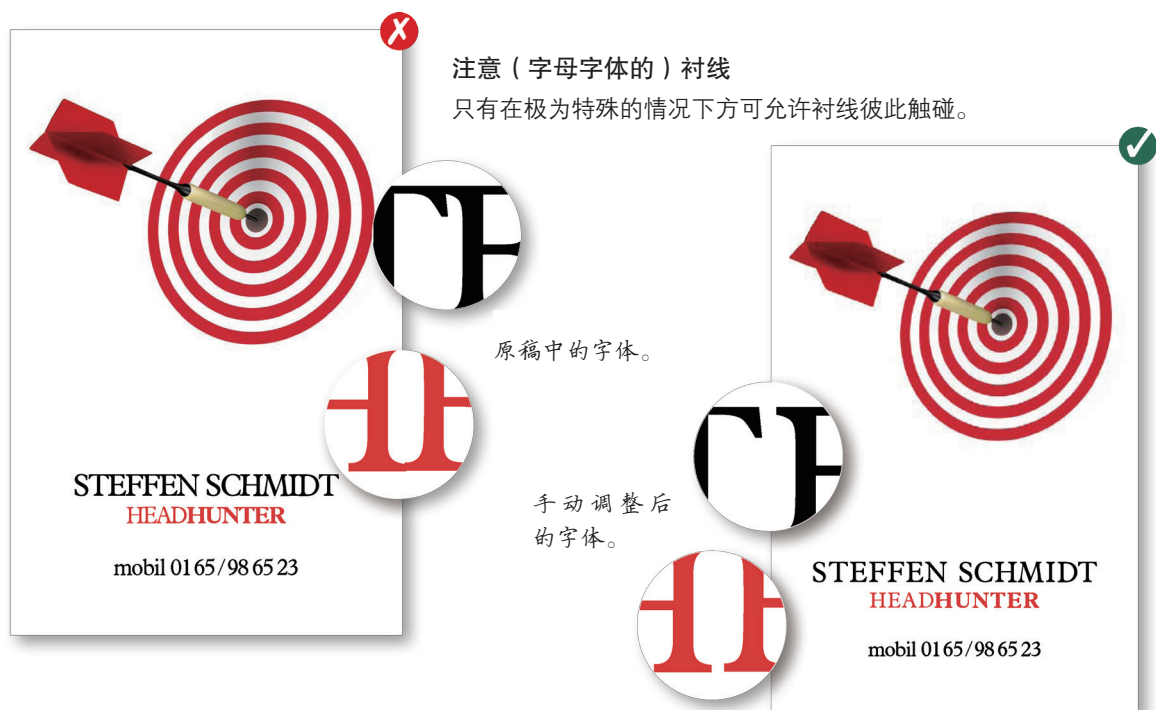 注意（字母字体的）衬线
只有在极为特殊的情况下方可允许衬线彼此触碰。
原稿中的字体。
STEFFEN SCHMIDT
HEADHUNTER
mobil 01 65/98 65 23
手动调整后
的字体。
STEFFEN SCHMIDT
HEADHUNTER
mobil 01 65/98 65 23